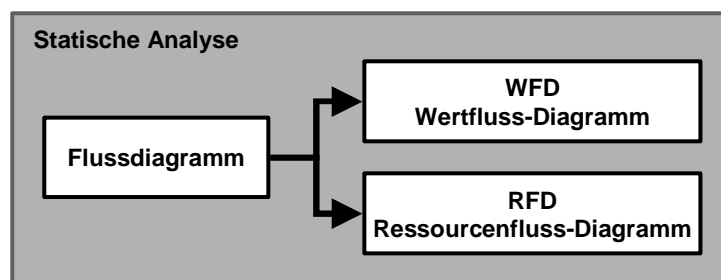 Statische Analyse
Flussdiagramm
WFD
Wertfluss-Diagramm
RFD
Ressourcenfluss-Diagramm